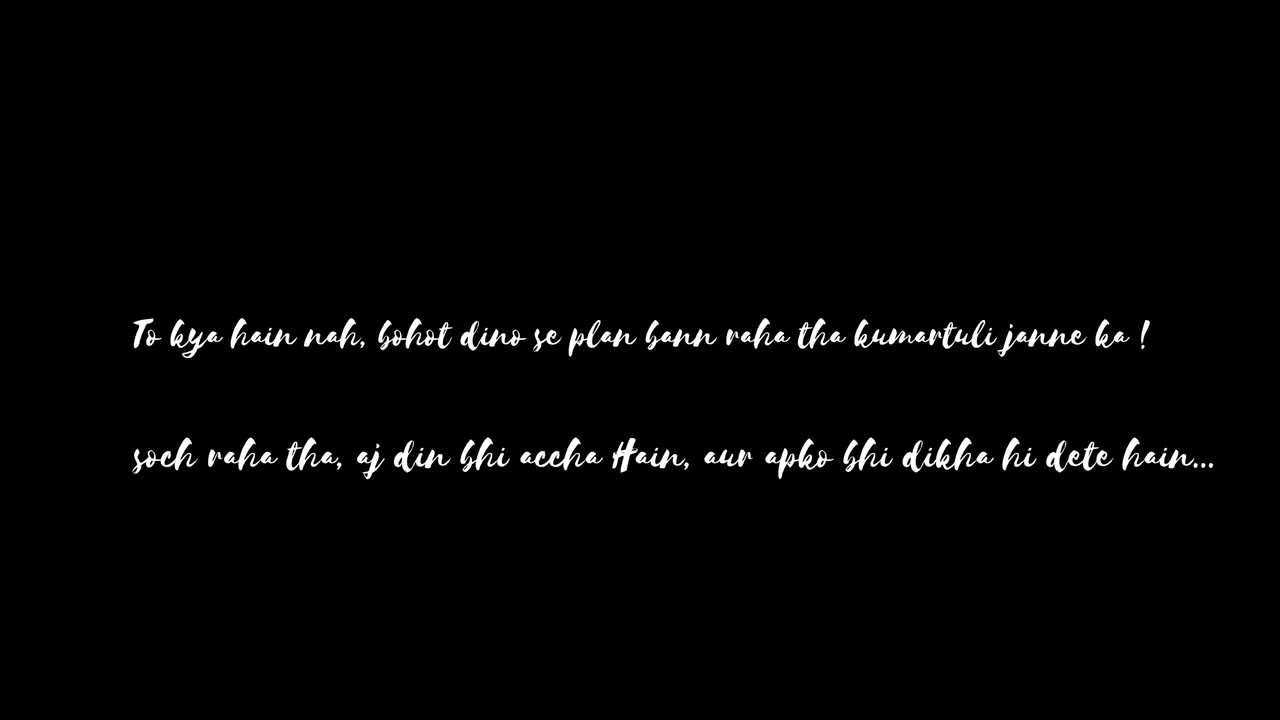 To kya hain nah, bohot dino se plan bann raha tha kumartuli janne ka !
soch raha tha, aj din bhi accha Hain, aur apko bhi dikha hi dete hain...